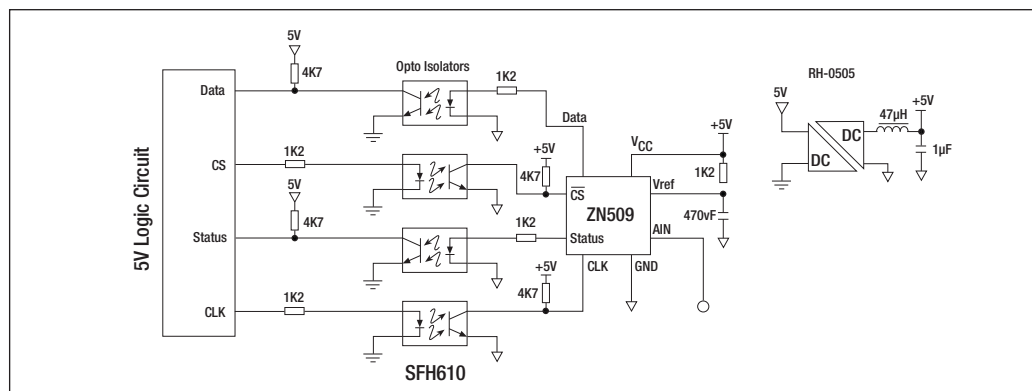 5V
4K7
Data
Opto Isolators
1K2
Data
RH-0505
5V
DC
DC
47µH
+5V
1µF
5V Logic Circuit
CS
1K2
+5V
4K7
CS
VCC
+5V
1K2
Vref
470vF
ZN509
AIN
5V
4K7
Status
1K2
Status
CLK
GND
+5V
4K7
CLK
1K2
SFH610